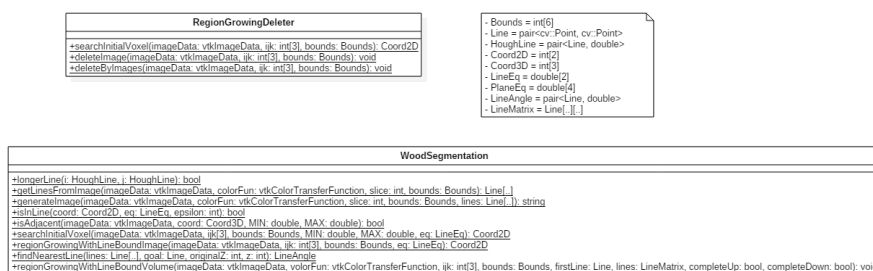 RegionGrowingDeleter
+searchInitialVoxel(imageData: vtkImageData, ijk: int[3], bounds: Bounds): Coord2D
+deleteImage(imageData: vtkImageData, ijk: int[3], bounds: Bounds): void
+deleteByImages(imageData: vtkImageData, ijk: int[3], bounds: Bounds): void
- Bounds = int[6]
- Line = pair<cv::Point, cv::Point>
- HoughLine = pair<Line, double>
- Coord2D = int[2]
- Coord3D = int[3]
- LineEq = double[2]
- PlaneEq = double[4]
- LineAngle = pair<Line, double>
- LineMatrix = Line[..][..]
WoodSegmentation
+longerLine(i: HoughLine, j: HoughLine): bool
+getLinesFromImage(imageData: vtkImageData, colorFun: vtkColorTransferFunction, slice: int, bounds: Bounds): Line[..]
+generateImage(imageData: vtkImageData, colorFun: vtkColorTransferFunction, slice: int, bounds: Bounds, lines: Line[..]): string
+isInLine(coord: Coord2D, eq: LineEq, epsilon: int): bool
+isAdjacent(imageData: vtkImageData, coord: Coord3D, MIN: double, MAX: double): bool
+searchInitialVoxel(imageData: vtkImageData, ijk[3], bounds: Bounds, MIN: double, MAX: double, eq: LineEq): Coord2D
+regionGrowingWithLineBoundImage(imageData: vtkImageData, ijk: int[3], bounds: Bounds, eq: LineEq): Coord2D
+findNearestLine(lines: Line[..], goal: Line, originalZ: int, z: int): LineAngle
+regionGrowingWithLineBoundVolume(imageData: vtkImageData, volorFun: vtkColorTransferFunction, ijk: int[3], bounds: Bounds, firstLine: Line, lines: LineMatrix, completeUp: bool, completeDown: bool): void